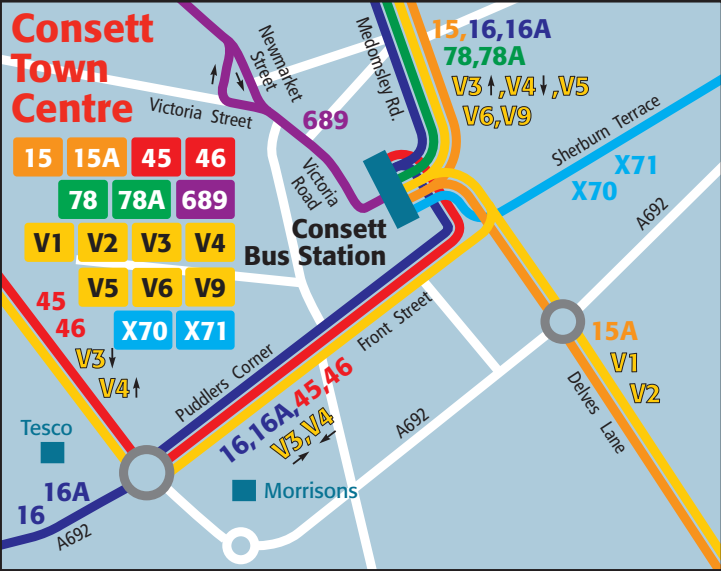 Consett
Town
Centre
15 15A 45 46
78 78A 689
V1 V2 V3 V4
V5 V6 V9
X70 X71
Newmarket
Street
Victoria Street
689
Victoria
Road
Medomsley Rd.
15,16,16A
78,78A
V3↑,V4↓,V5
V6,V9
Sherburn Terrace
X71
X70
A692
Consett
Bus Station
45
46
V3↓
V4↑
Puddlers Corner
Front Street
16,16A,45,46
V3,V4
→ ←
A692
15A
V1
V2
Delves Lane
Tesco
Morrisons
16A
16
A692